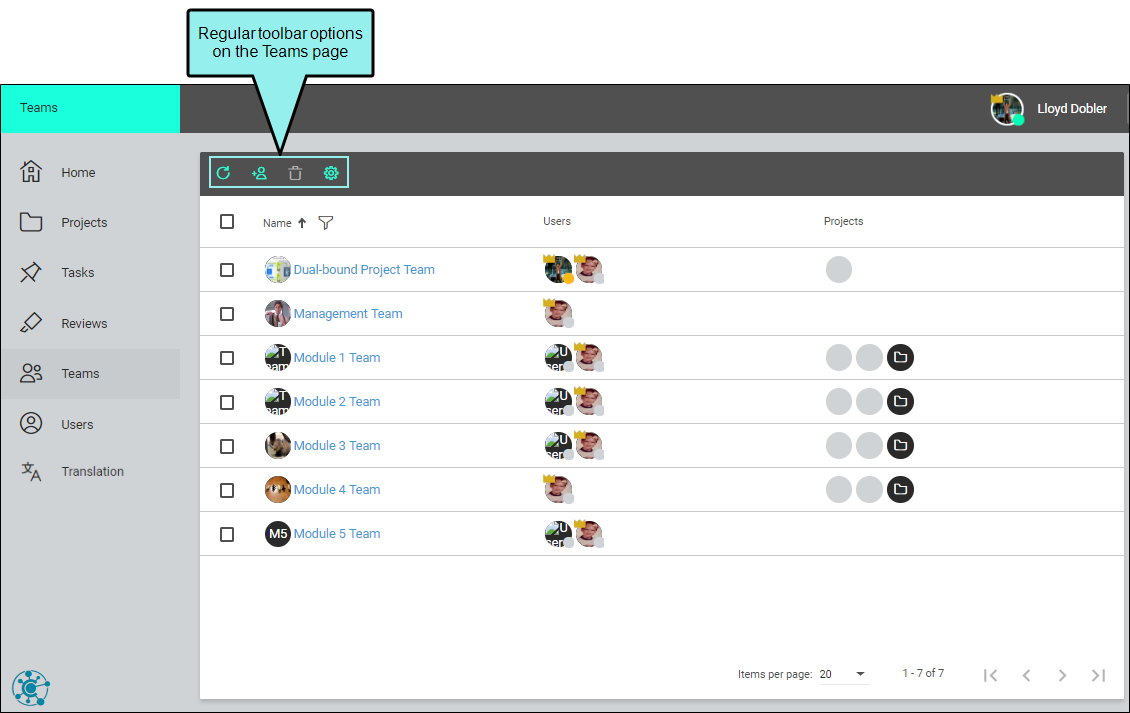 Regular toolbar options
on the Teams page
Teams
Lloyd Dobler
Home
Projects
Tasks
Reviews
Teams
Users
Translation
Name
Users
Projects
Dual-bound Project Team
Management Team
Module 1 Team
Module 2 Team
Module 3 Team
Module 4 Team
M5 Module 5 Team
Items per page: 20
1 - 7 of 7